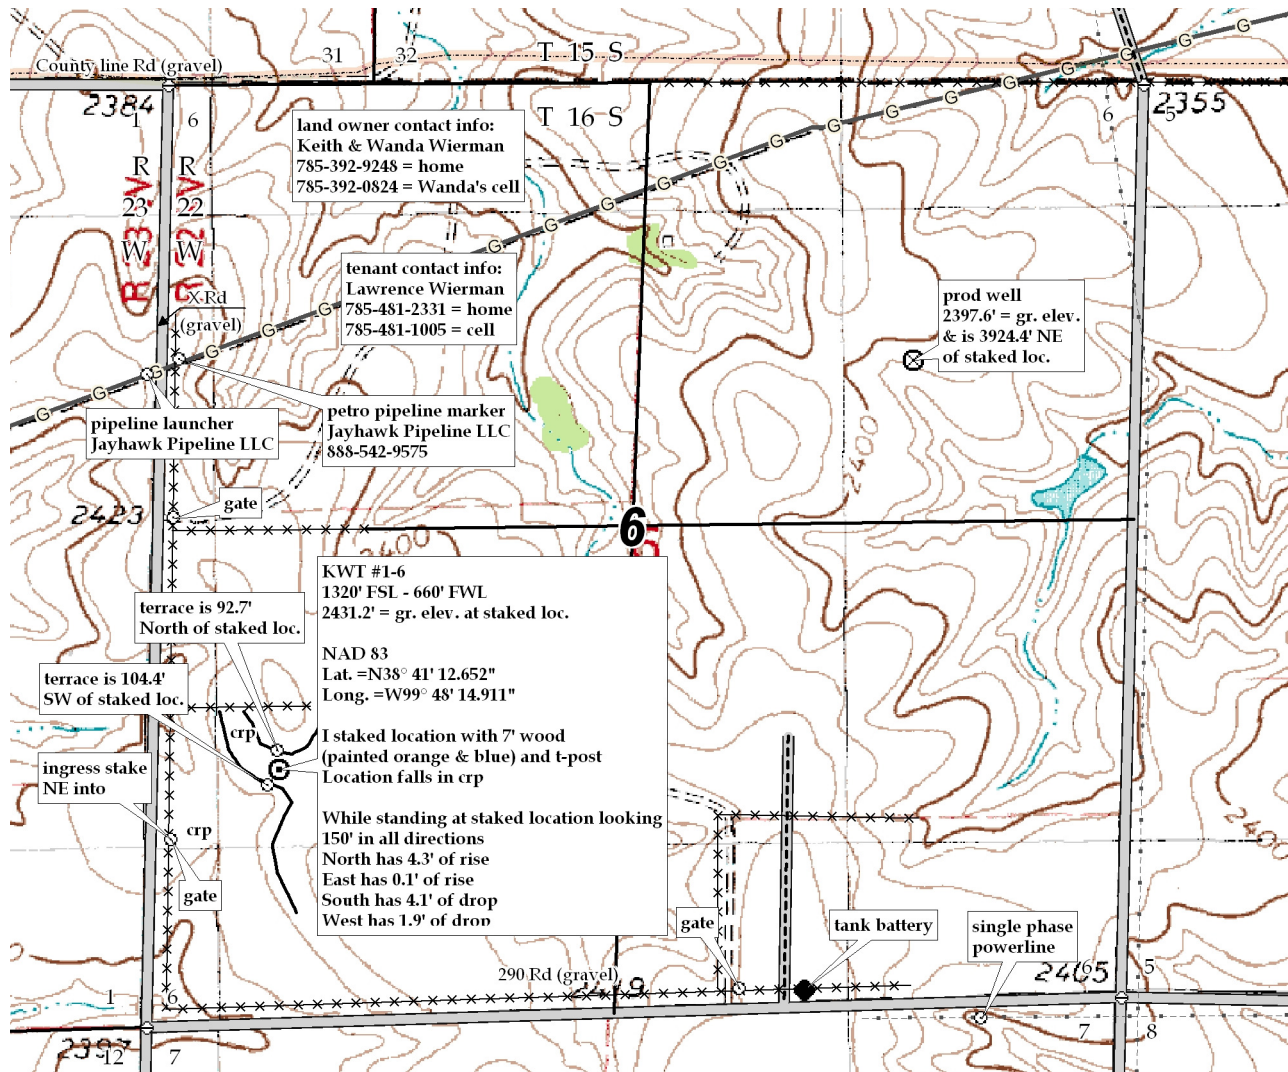 31
32
T 15 S
County line Rd (gravel)
2384
2355
1
6
T 16 S
6
5
land owner contact info:
Keith & Wanda Wierman
785-392-9248 = home
785-392-0824 = Wanda's cell
R
R
23
22
W
W
R 23 W
R 22 W
G G G G G G G G G G G G G G G G G G G G G G
tenant contact info:
Lawrence Wierman
785-481-2331 = home
785-481-1005 = cell
X Rd
(gravel)
prod well
2397.6' = gr. elev.
& is 3924.4' NE
of staked loc.
pipeline launcher
Jayhawk Pipeline LLC
petro pipeline marker
Jayhawk Pipeline LLC
888-542-9575
2400
gate
2423
6
2400
KWT #1-6
1320' FSL - 660' FWL
2431.2' = gr. elev. at staked loc.
NAD 83
Lat. =N38° 41' 12.652"
Long. =W99° 48' 14.911"
I staked location with 7' wood
(painted orange & blue) and t-post
Location falls in crp
While standing at staked location looking
150' in all directions
North has 4.3' of rise
East has 0.1' of rise
South has 4.1' of drop
West has 1.9' of drop
terrace is 92.7'
North of staked loc.
terrace is 104.4'
SW of staked loc.
crp
ingress stake
NE into
crp
gate
2400
gate
tank battery
single phase
powerline
290 Rd (gravel)
2465
6
5
1
6
2397
12
7
7
8